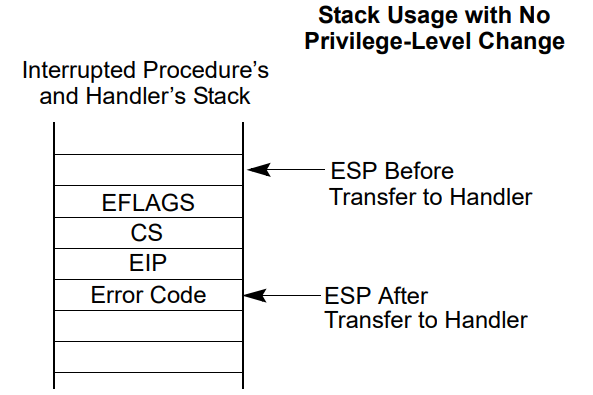 Stack Usage with No
Privilege-Level Change
Interrupted Procedure’s
and Handler’s Stack
ESP Before
Transfer to Handler
EFLAGS
CS
EIP
Error Code
ESP After
Transfer to Handler